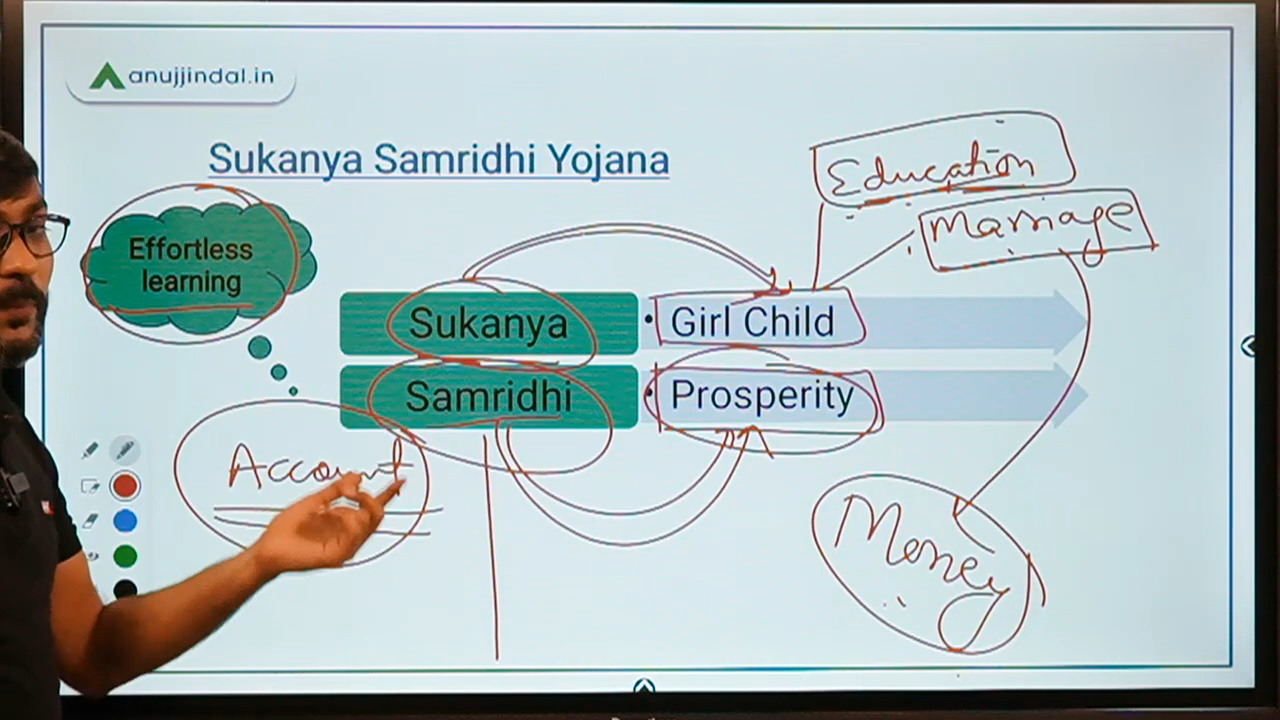 anujjindal.in
Sukanya Samridhi Yojana
Education
Marriage
Effortless
learning
Sukanya
• Girl Child
Samridhi
• Prosperity
Account
Money